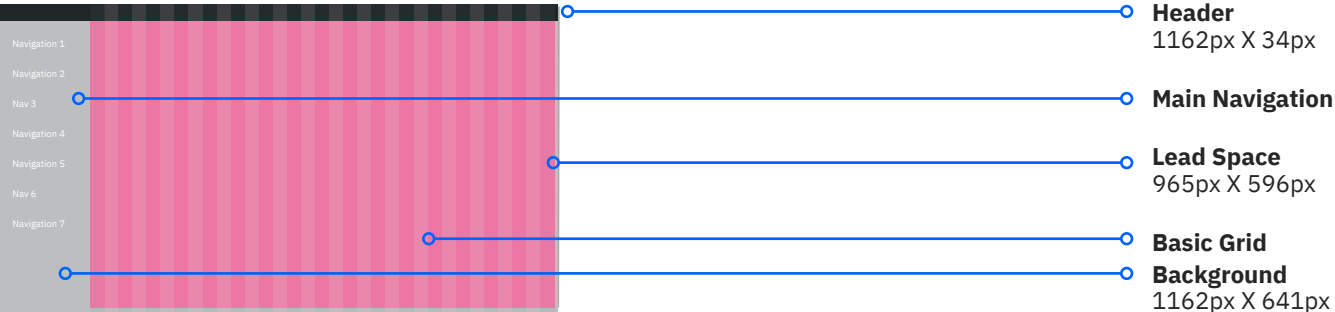 Navigation 1
Navigation 2
Nav 3
Navigation 4
Navigation 5
Nav 6
Navigation 7
Header
1162px X 34px
Main Navigation
Lead Space
965px X 596px
Basic Grid
Background
1162px X 641px